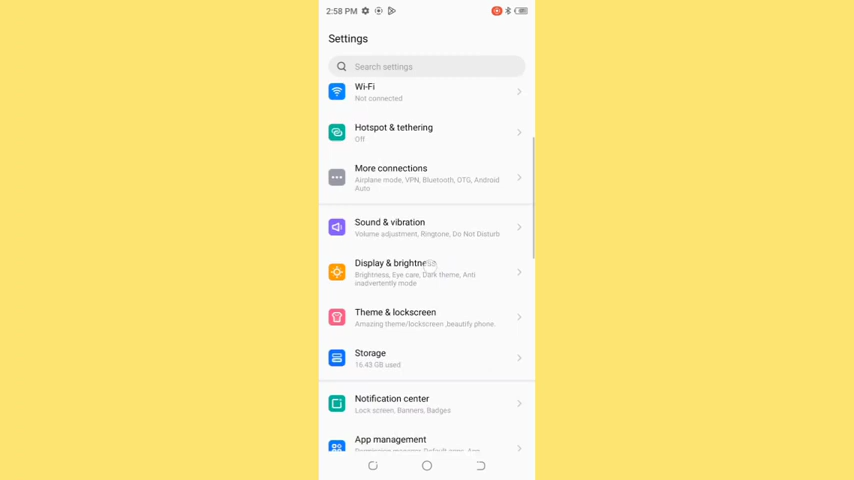 2:58 PM
Settings
Search settings
Wi-Fi
Not connected
Hotspot & tethering
Off
More connections
Airplane mode, VPN, Bluetooth, OTG, Android
Auto
Sound & vibration
Volume adjustment, Ringtone, Do Not Disturb
Display & brightness
Brightness, Eye care, Dark theme, Anti
inadvertently mode
Theme & lockscreen
Amazing theme/lockscreen ,beautify phone.
Storage
16.43 GB used
Notification center
Lock screen, Banners, Badges
App management